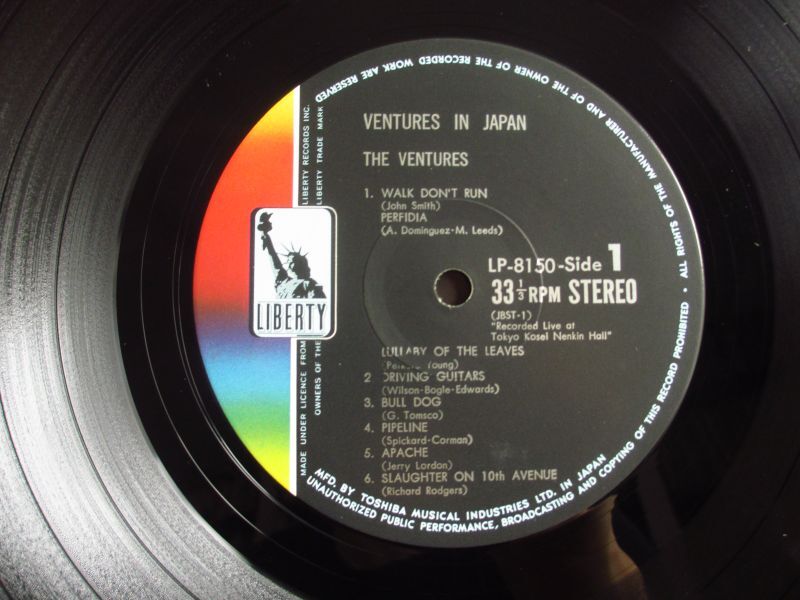 VENTURES IN JAPAN
THE VENTURES
1. WALK DON'T RUN
(John Smith)
PERFIDIA
(A. Dominguez-M. Leeds)
LP-8150-Side 1
33 1/3 RPM STEREO
(JBST-1)
"Recorded Live at
Tokyo Kosei Nenkin Hall"
LULLABY OF THE LEAVES
Young)
2 DRIVING GUITARS
(Wilson-Bogle-Edwards)
3. BULL DOG
(G. Tomsco)
4. PIPELINE
(Spickard-Corman)
5. APACHE
(Jerry Lordon)
6. SLAUGHTER ON 10th AVENUE
(Richard Rodgers)
LIBERTY
MADE UNDER LICENCE FROM LIBERTY RECORDS INC.
OWNERS OF THE LIBERTY TRADE MARK
MFD. BY TOSHIBA MUSICAL INDUSTRIES LTD. IN JAPAN
• ALL RIGHTS OF THE MANUFACTURER AND OF THE OWNER OF THE RECORDED WORK ARE RESERVED
UNAUTHORIZED PUBLIC PERFORMANCE, BROADCASTING AND COPYING OF THIS RECORD PROHIBITED